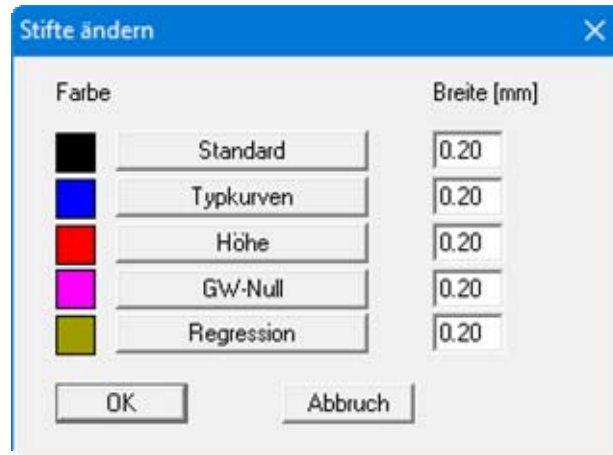 Stifte ändern
Farbe Breite [mm]
Standard 0.20
Typkurven 0.20
Höhe 0.20
GW-Null 0.20
Regression 0.20
OK Abbruch